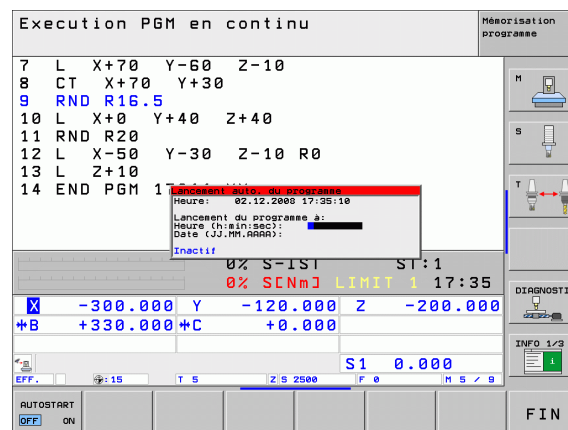 Execution PGM en continu
Mémorisation
programme
7 L X+70 Y-60 Z-10
8 CT X+70 Y+30
9 RND R16.5
10 L X+0 Y+40 Z+40
11 RND R20
12 L X-50 Y-30 Z-10 R0
13 L Z+10
14 END PGM
Lancement auto. du programme
Heure: 02.12.2008 17:35:10
Lancement du programme à:
Heure (h:min:sec):
Date (JJ.MM.AAAA):
Inactif
0% S-IST ST:1
0% S[Nm] LIMIT 1 17:35
X -300.000 Y -120.000 Z -200.000
B +330.000 C +0.000
S1 0.000
EFF. :15 T 5 Z S 2500 F 0 M 5 / 9
M
S
T
DIAGNOSTI
INFO 1/3
AUTOSTART
OFF ON
FIN